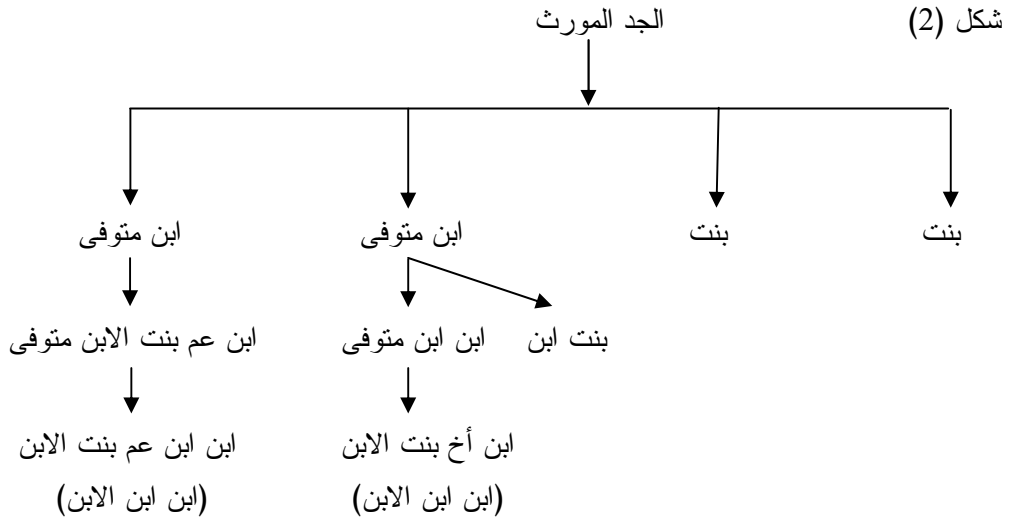 شكل (2)
الجد المورث
بنت
بنت
ابن متوفى
ابن متوفى
بنت ابن
ابن ابن متوفى
ابن عم بنت الابن متوفى
ابن أخ بنت الابن
(ابن ابن الابن)
ابن ابن عم بنت الابن
(ابن ابن الابن)